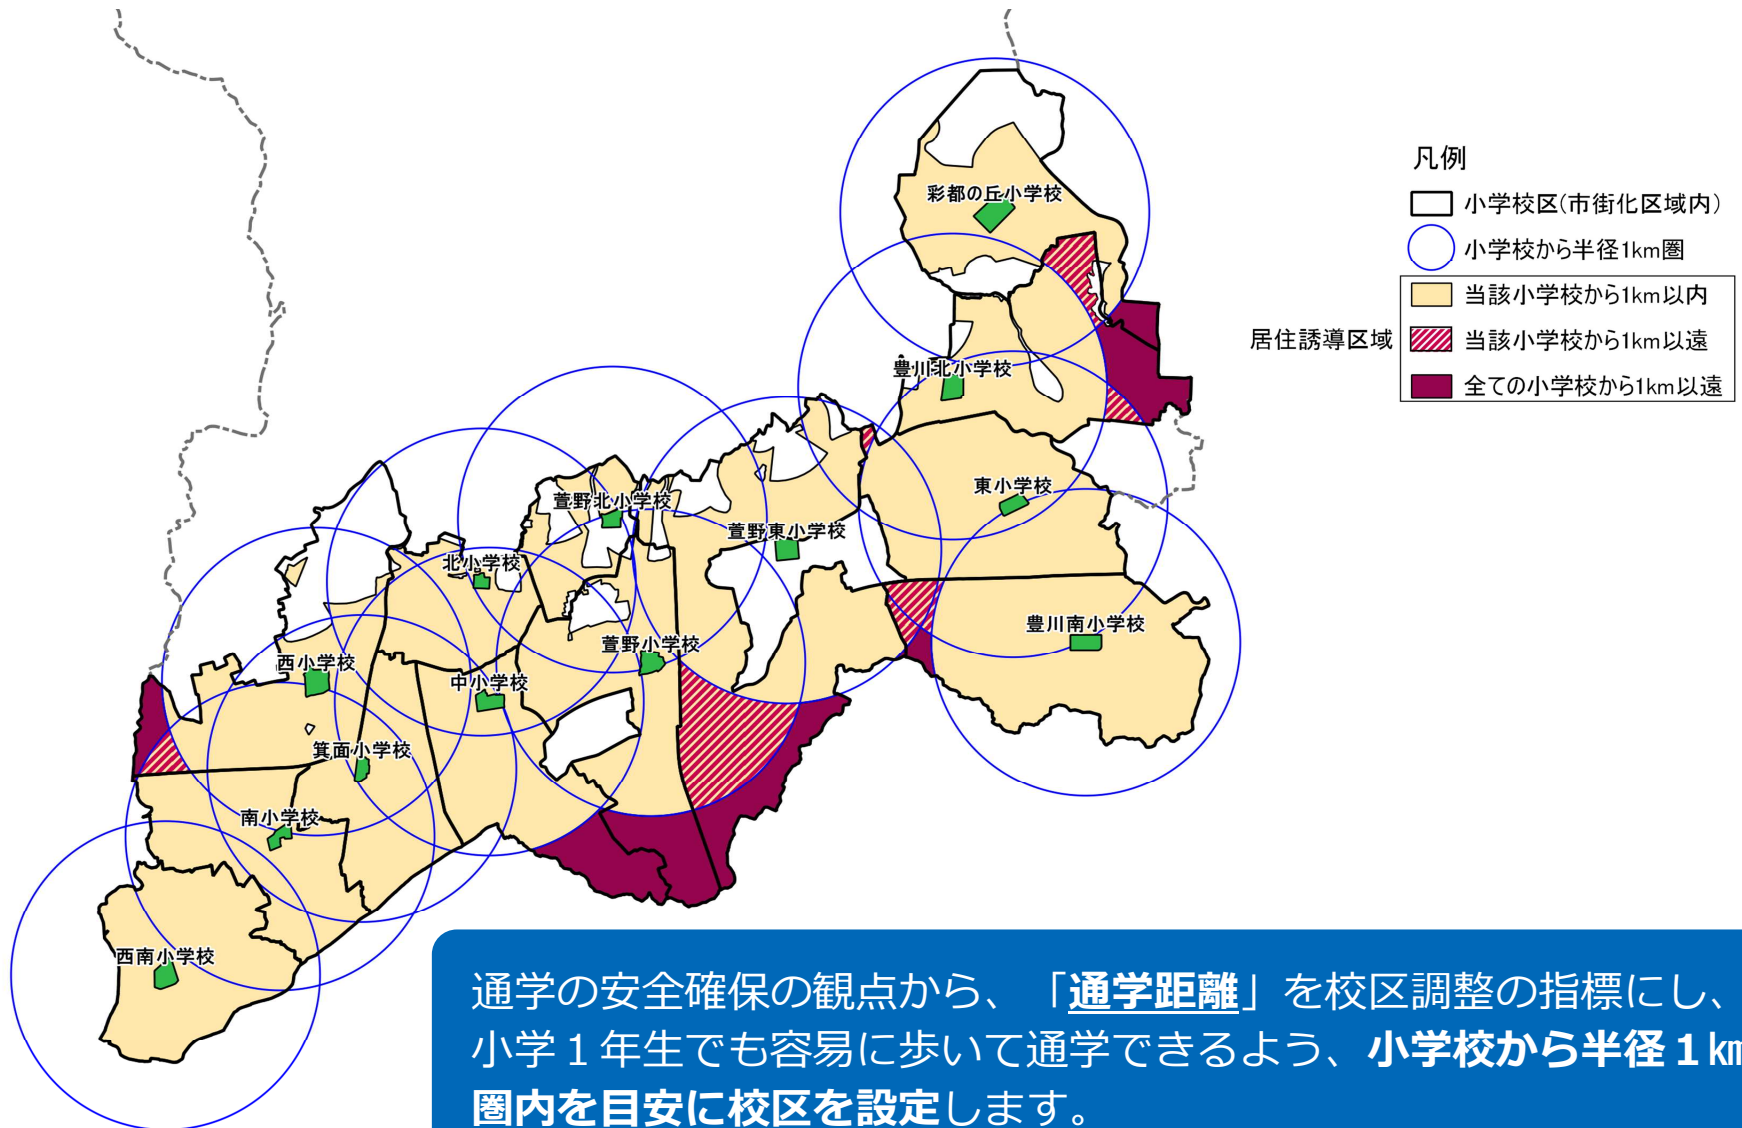 凡例
小学校区(市街化区域内)
小学校から半径1km圏
居住誘導区域
当該小学校から1km以内
当該小学校から1km以遠
全ての小学校から1km以遠
彩都の丘小学校
豊川北小学校
東小学校
萱野北小学校
萱野東小学校
北小学校
豊川南小学校
萱野小学校
西小学校
中小学校
箕面小学校
南小学校
西南小学校
通学の安全確保の観点から、「通学距離」を校区調整の指標にし、
小学１年生でも容易に歩いて通学できるよう、小学校から半径１㎞
圏内を目安に校区を設定します。